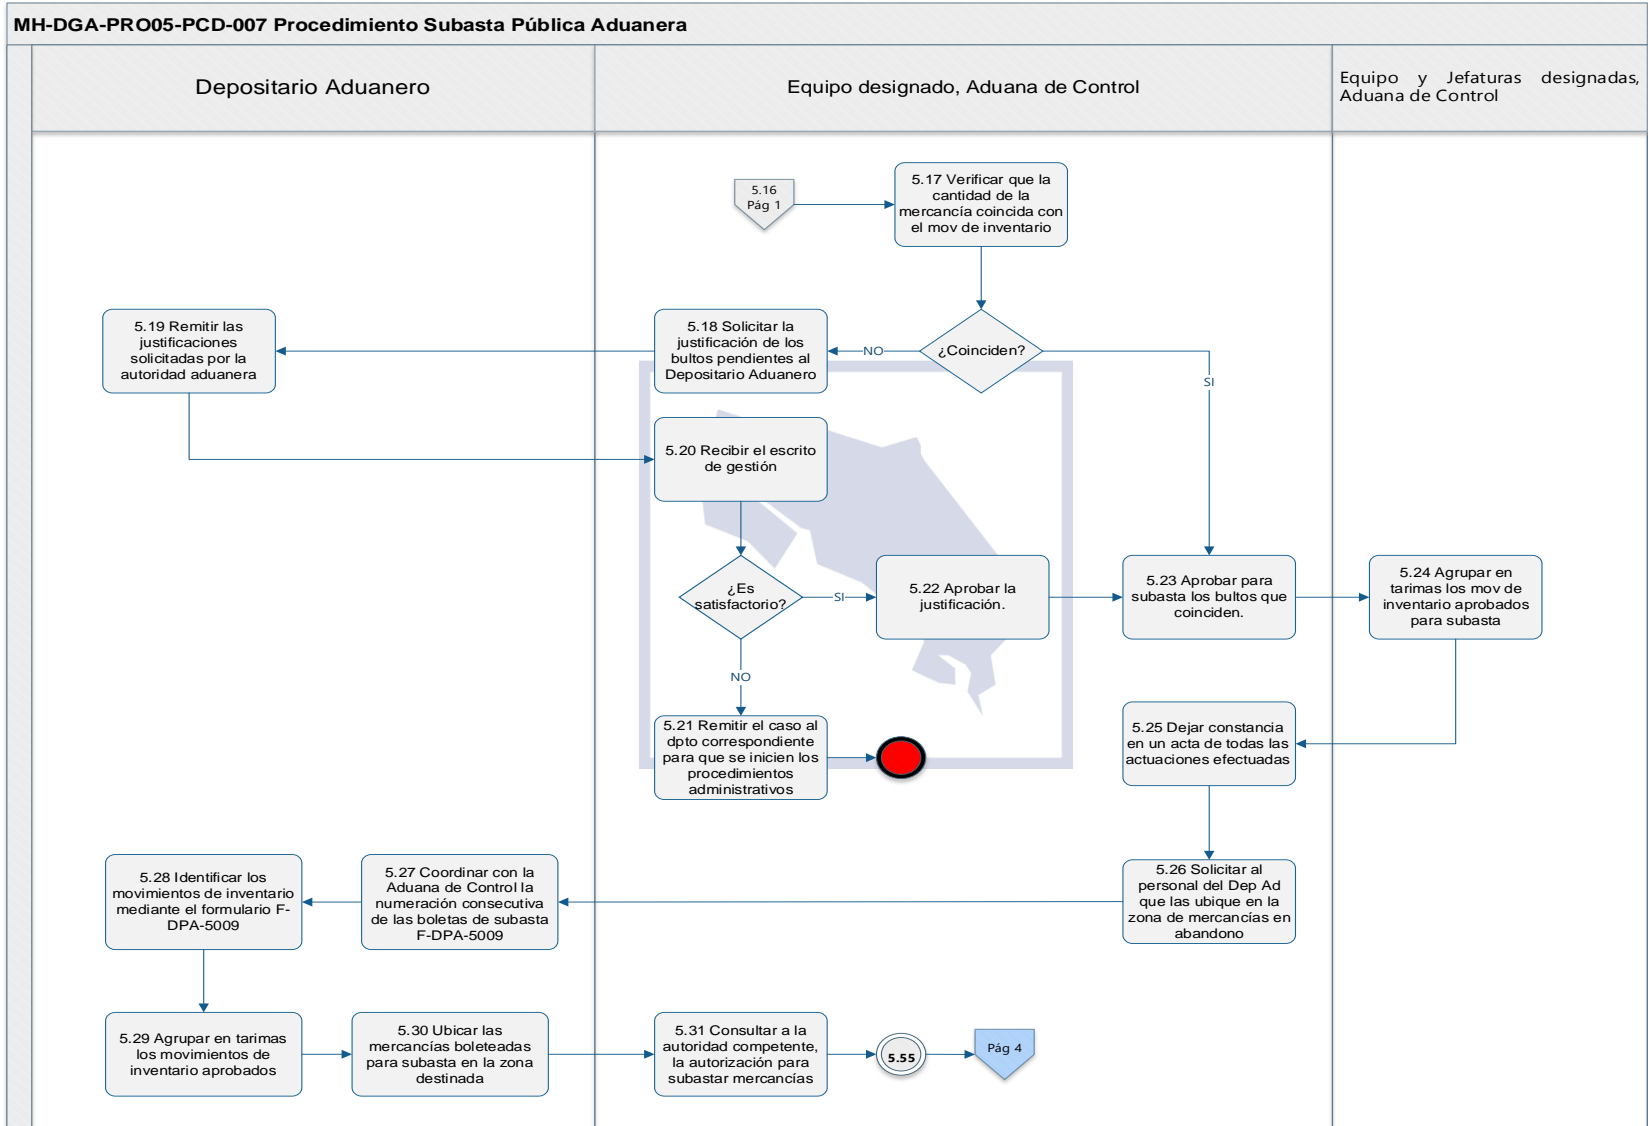 MH-DGA-PRO05-PCD-007 Procedimiento Subasta Pública Aduanera
Depositario Aduanero
Equipo designado, Aduana de Control
Equipo y Jefaturas designadas,
Aduana de Control
5.16
Pág 1
5.17 Verificar que la
cantidad de la
mercancía coincida con
el mov de inventario
5.19 Remitir las
justificaciones
solicitadas por la
autoridad aduanera
5.18 Solicitar la
justificación de los
bultos pendientes al
Depositario Aduanero
NO
¿Coinciden?
SI
5.20 Recibir el escrito
de gestión
¿Es
satisfactorio?
SI
5.22 Aprobar la
justificación.
5.23 Aprobar para
subasta los bultos que
coinciden.
5.24 Agrupar en
tarimas los mov de
inventario aprobados
para subasta
NO
5.21 Remitir el caso al
dpto correspondiente
para que se inicien los
procedimientos
administrativos
5.25 Dejar constancia
en un acta de todas las
actuaciones efectuadas
5.28 Identificar los
movimientos de inventario
mediante el formulario F-
DPA-5009
5.27 Coordinar con la
Aduana de Control la
numeración consecutiva
de las boletas de subasta
F-DPA-5009
5.26 Solicitar al
personal del Dep Ad
que las ubique en la
zona de mercancías en
abandono
5.29 Agrupar en tarimas
los movimientos de
inventario aprobados
5.30 Ubicar las
mercancías boleteadas
para subasta en la zona
destinada
5.31 Consultar a la
autoridad competente,
la autorización para
subastar mercancías
5.55
Pág 4